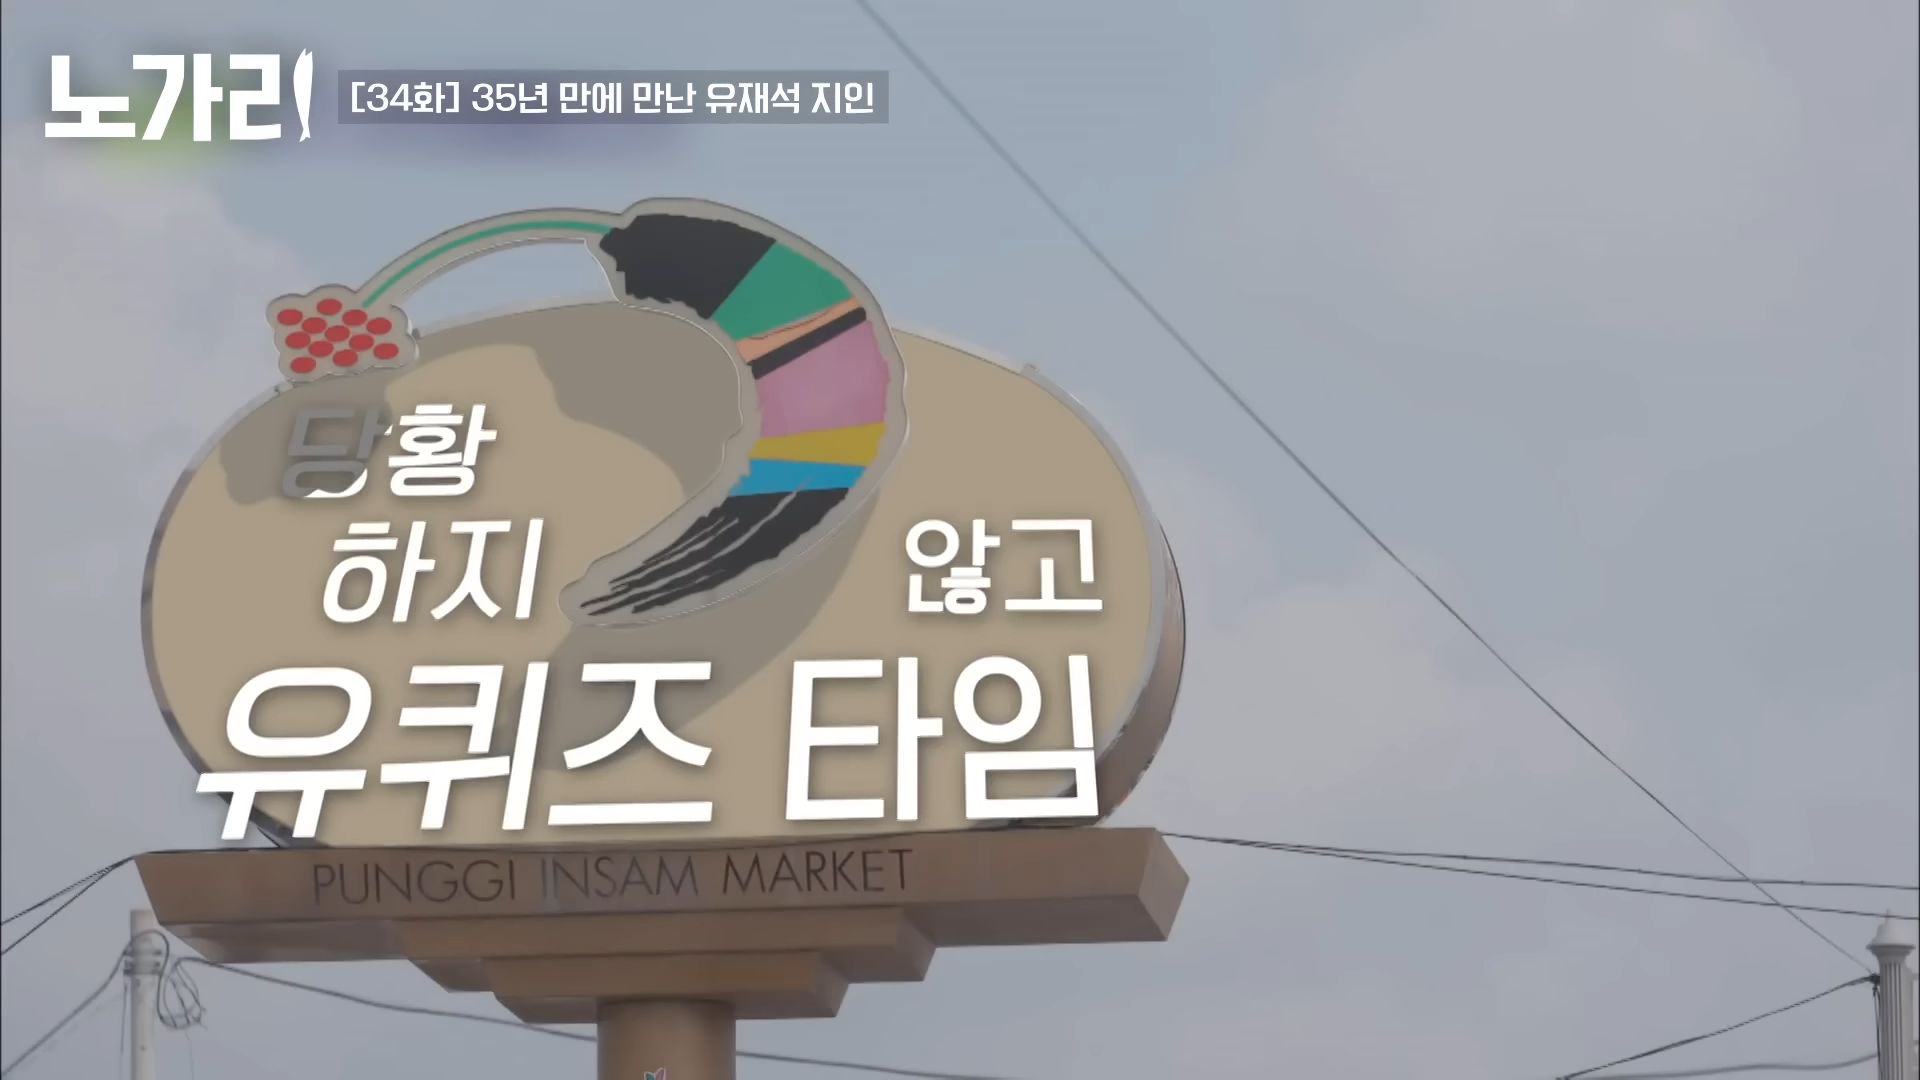 노가리
[34화] 35년 만에 만난 유재석 지인
당황
하지 않고
유퀴즈 타임
PUNGGI INSAM MARKET